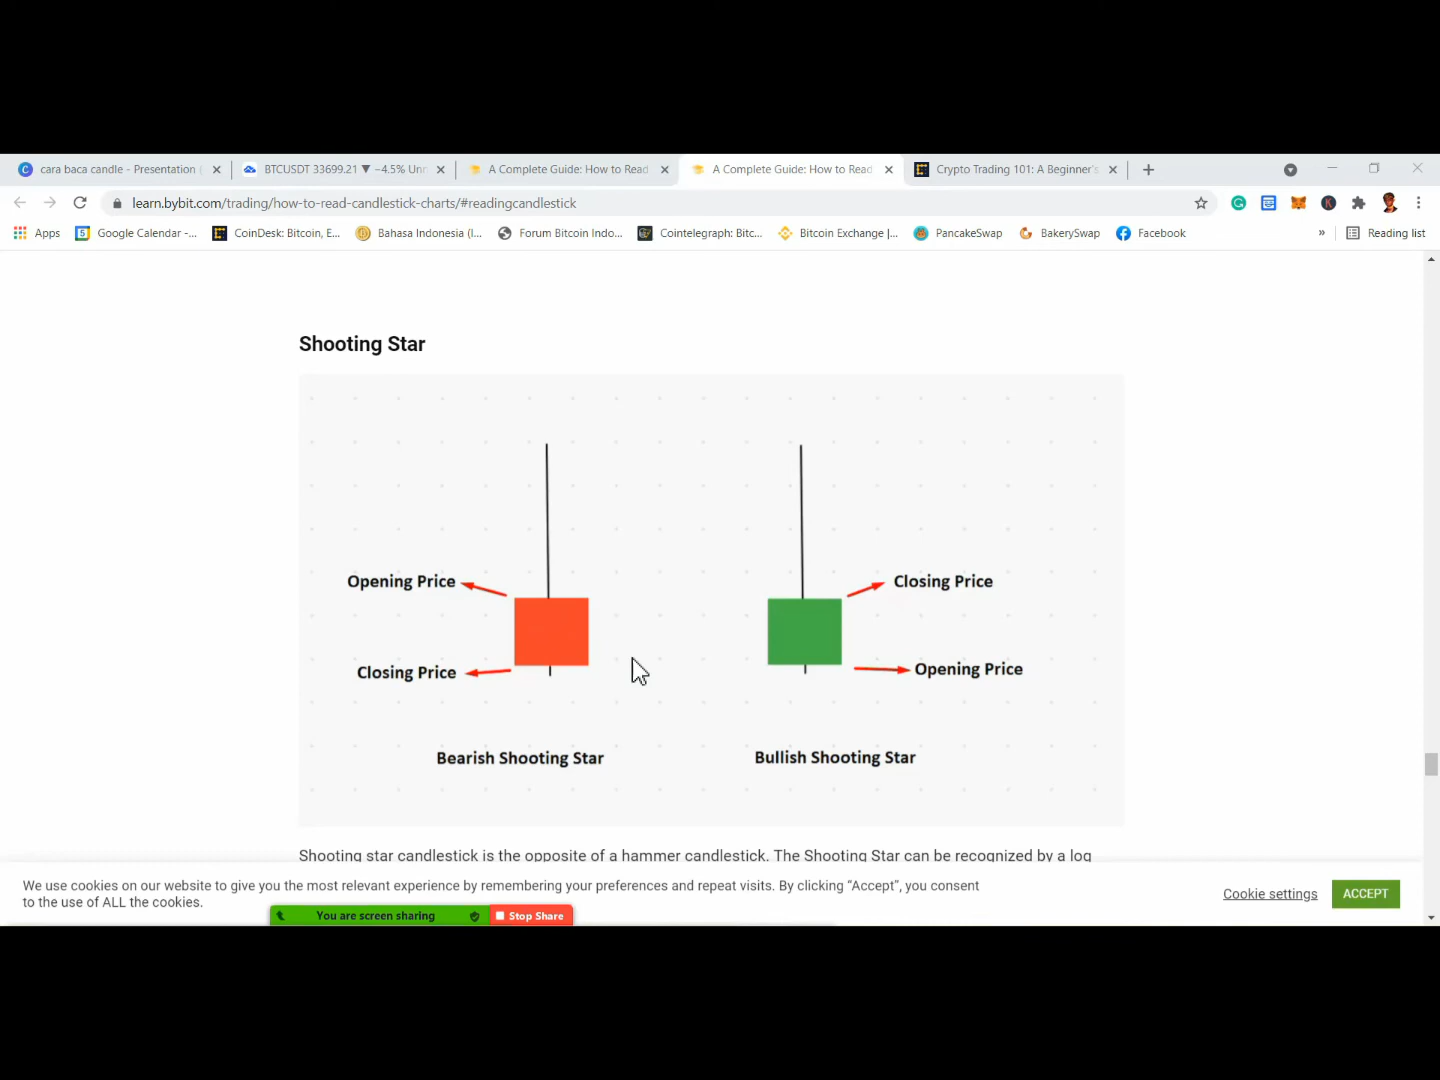 cara baca candle - Presentation (
BTCUSDT 33699.21 ▼ −4.5% Unn
A Complete Guide: How to Read
A Complete Guide: How to Read
Crypto Trading 101: A Beginner's
learn.bybit.com/trading/how-to-read-candlestick-charts/#readingcandlestick
Apps
Google Calendar -...
CoinDesk: Bitcoin, E...
Bahasa Indonesia (I...
Forum Bitcoin Indo...
Cointelegraph: Bitc...
Bitcoin Exchange |...
PancakeSwap
BakerySwap
Facebook
»
Reading list
Shooting Star
Opening Price
Closing Price
Closing Price
Opening Price
Bearish Shooting Star
Bullish Shooting Star
Shooting star candlestick is the opposite of a hammer candlestick. The Shooting Star can be recognized by a log
We use cookies on our website to give you the most relevant experience by remembering your preferences and repeat visits. By clicking “Accept”, you consent
to the use of ALL the cookies.
Cookie settings
ACCEPT
You are screen sharing
Stop Share